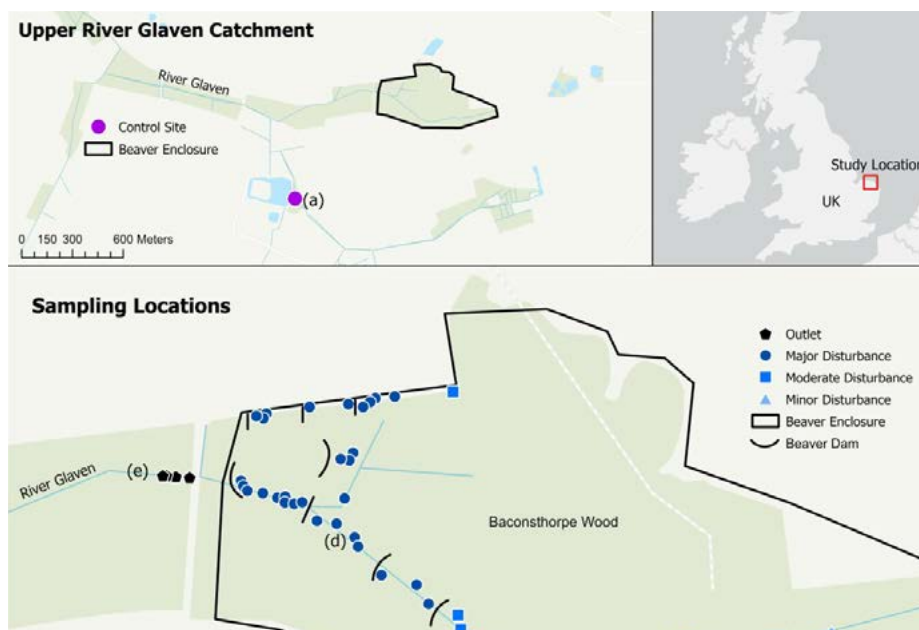 Upper River Glaven Catchment
River Glaven
Control Site
Beaver Enclosure
(a)
0 150 300 600 Meters
Study Location
UK
Sampling Locations
Outlet
Major Disturbance
Moderate Disturbance
Minor Disturbance
Beaver Enclosure
Beaver Dam
(e)
River Glaven
Baconsthorpe Wood
(d)